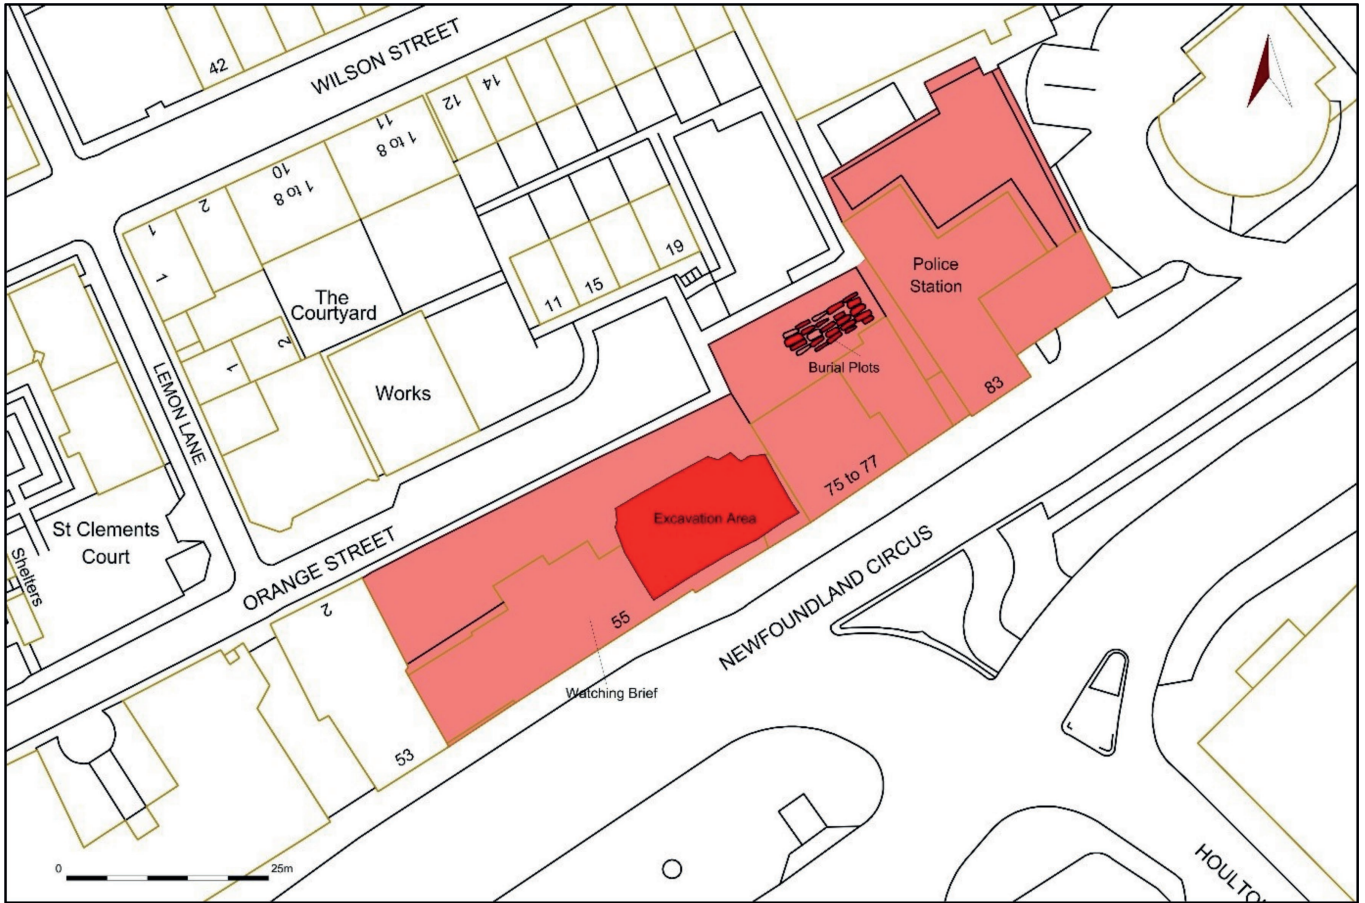 42
WILSON STREET
12
14
11
1 to 8
10
1 to 8
2
1
1
The
Courtyard
2
1
11
15
19
Works
LEMON LANE
Police
Station
Burial Plots
83
75 to 77
Excavation Area
St Clements
Court
Shelters
ORANGE STREET
2
55
NEWFOUNDLAND CIRCUS
Watching Brief
53
0
25m
HOULTO